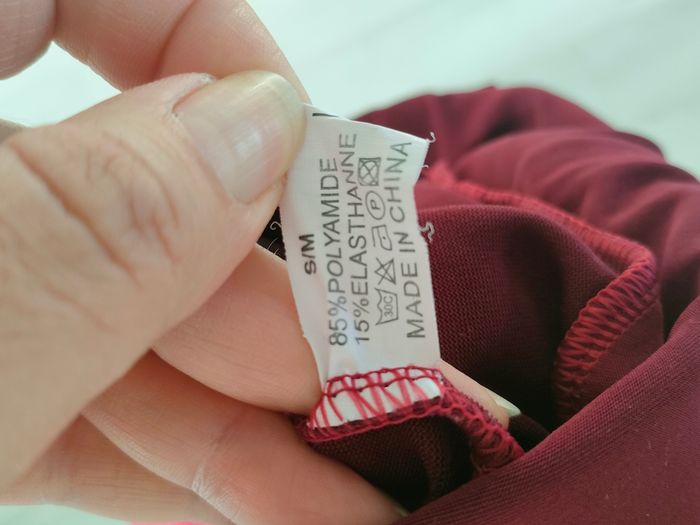 S/M
85%POLYAMIDE
15%ELASTHANNE
30C P
MADE IN CHINA